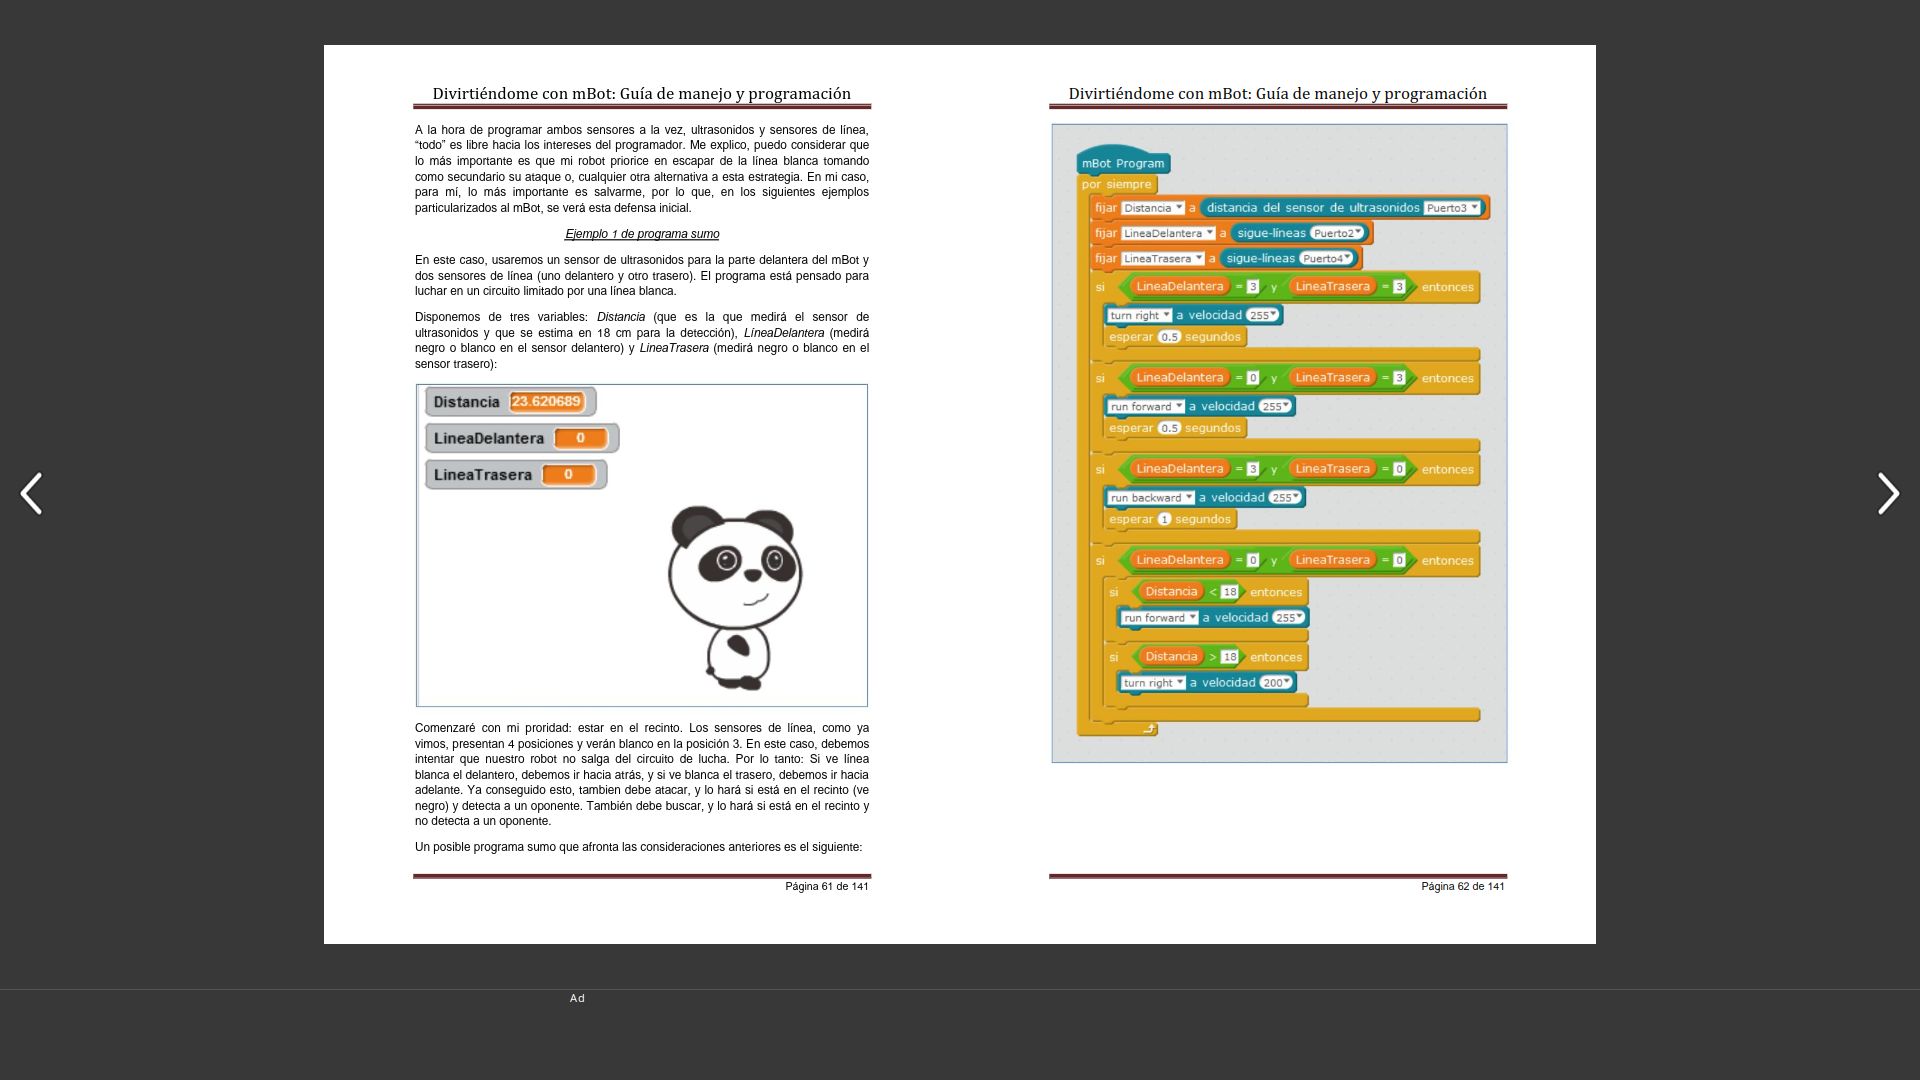 Divirtiéndome con mBot: Guía de manejo y programación
A la hora de programar ambos sensores a la vez, ultrasonidos y sensores de línea,
“todo” es libre hacia los intereses del programador. Me explico, puedo considerar que
lo más importante es que mi robot priorice en escapar de la línea blanca tomando
como secundario su ataque o, cualquier otra alternativa a esta estrategia. En mi caso,
para mí, lo más importante es salvarme, por lo que, en los siguientes ejemplos
particularizados al mBot, se verá esta defensa inicial.
Ejemplo 1 de programa sumo
En este caso, usaremos un sensor de ultrasonidos para la parte delantera del mBot y
dos sensores de línea (uno delantero y otro trasero). El programa está pensado para
luchar en un circuito limitado por una línea blanca.
Disponemos de tres variables: Distancia (que es la que medirá el sensor de
ultrasonidos y que se estima en 18 cm para la detección), LíneaDelantera (medirá
negro o blanco en el sensor delantero) y LineaTrasera (medirá negro o blanco en el
sensor trasero):
Distancia 23.620689
LineaDelantera 0
LineaTrasera 0
Comenzaré con mi proridad: estar en el recinto. Los sensores de línea, como ya
vimos, presentan 4 posiciones y verán blanco en la posición 3. En este caso, debemos
intentar que nuestro robot no salga del circuito de lucha. Por lo tanto: Si ve línea
blanca el delantero, debemos ir hacia atrás, y si ve blanca el trasero, debemos ir hacia
adelante. Ya conseguido esto, tambien debe atacar, y lo hará si está en el recinto (ve
negro) y detecta a un oponente. También debe buscar, y lo hará si está en el recinto y
no detecta a un oponente.
Un posible programa sumo que afronta las consideraciones anteriores es el siguiente:
Página 61 de 141
Divirtiéndome con mBot: Guía de manejo y programación
mBot Program
por siempre
fijar Distancia a distancia del sensor de ultrasonidos Puerto3
fijar LineaDelantera a sigue-líneas Puerto2
fijar LineaTrasera a sigue-líneas Puerto4
si LineaDelantera = 3 y LineaTrasera = 3 entonces
turn right a velocidad 255
esperar 0.5 segundos
si LineaDelantera = 0 y LineaTrasera = 3 entonces
run forward a velocidad 255
esperar 0.5 segundos
si LineaDelantera = 3 y LineaTrasera = 0 entonces
run backward a velocidad 255
esperar 1 segundos
si LineaDelantera = 0 y LineaTrasera = 0 entonces
si Distancia < 18 entonces
run forward a velocidad 255
si Distancia > 18 entonces
turn right a velocidad 200
Página 62 de 141
Ad